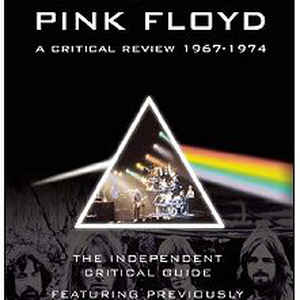 PINK FLOYD
A CRITICAL REVIEW 1967-1974
THE INDEPENDENT
CRITICAL GUIDE
FEATURING PREVIOUSLY